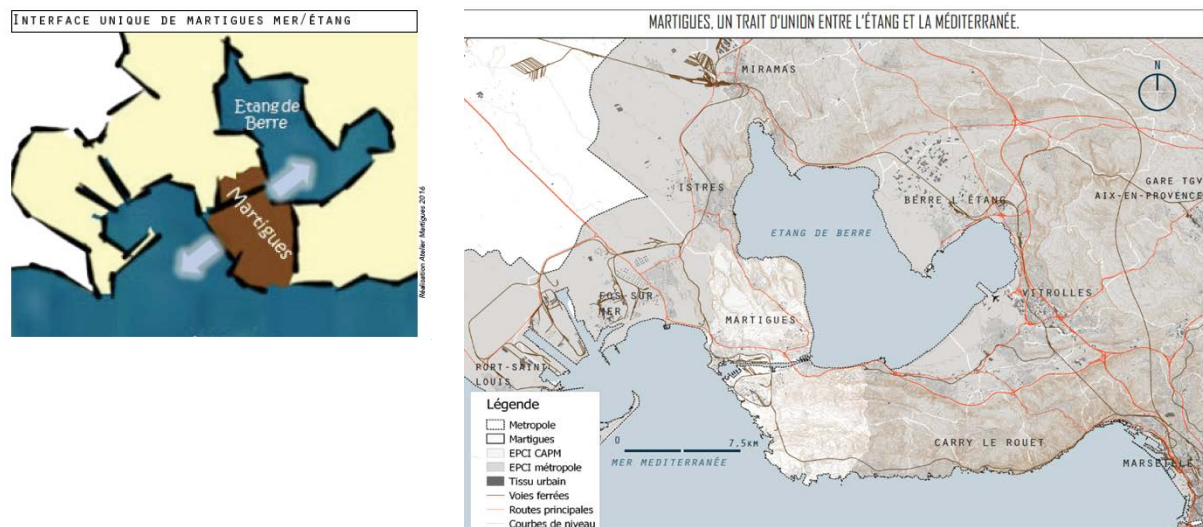 INTERFACE UNIQUE DE MARTIGUES MER/ÉTANG
Etang de
Berre
Martigues
Réalisation Atelier Martigues 2016
MARTIGUES, UN TRAIT D'UNION ENTRE L'ÉTANG ET LA MÉDITERRANÉE.
N
MIRAMAS
ISTRES
GARE TGV
AIX-EN-PROVENCE
BERRE L'ÉTANG
ETANG DE BERRE
FOS-SUR
MER
MARTIGUES
VITROLLES
PORT-SAINT
LOUIS
CARRY LE ROUET
MARSEILLE
0
7.5KM
MER MEDITERRANÉE
Légende
Metropole
Martigues
EPCI CAPM
EPCI métropole
Tissu urbain
Voies ferrées
Routes principales
Courbes de niveau